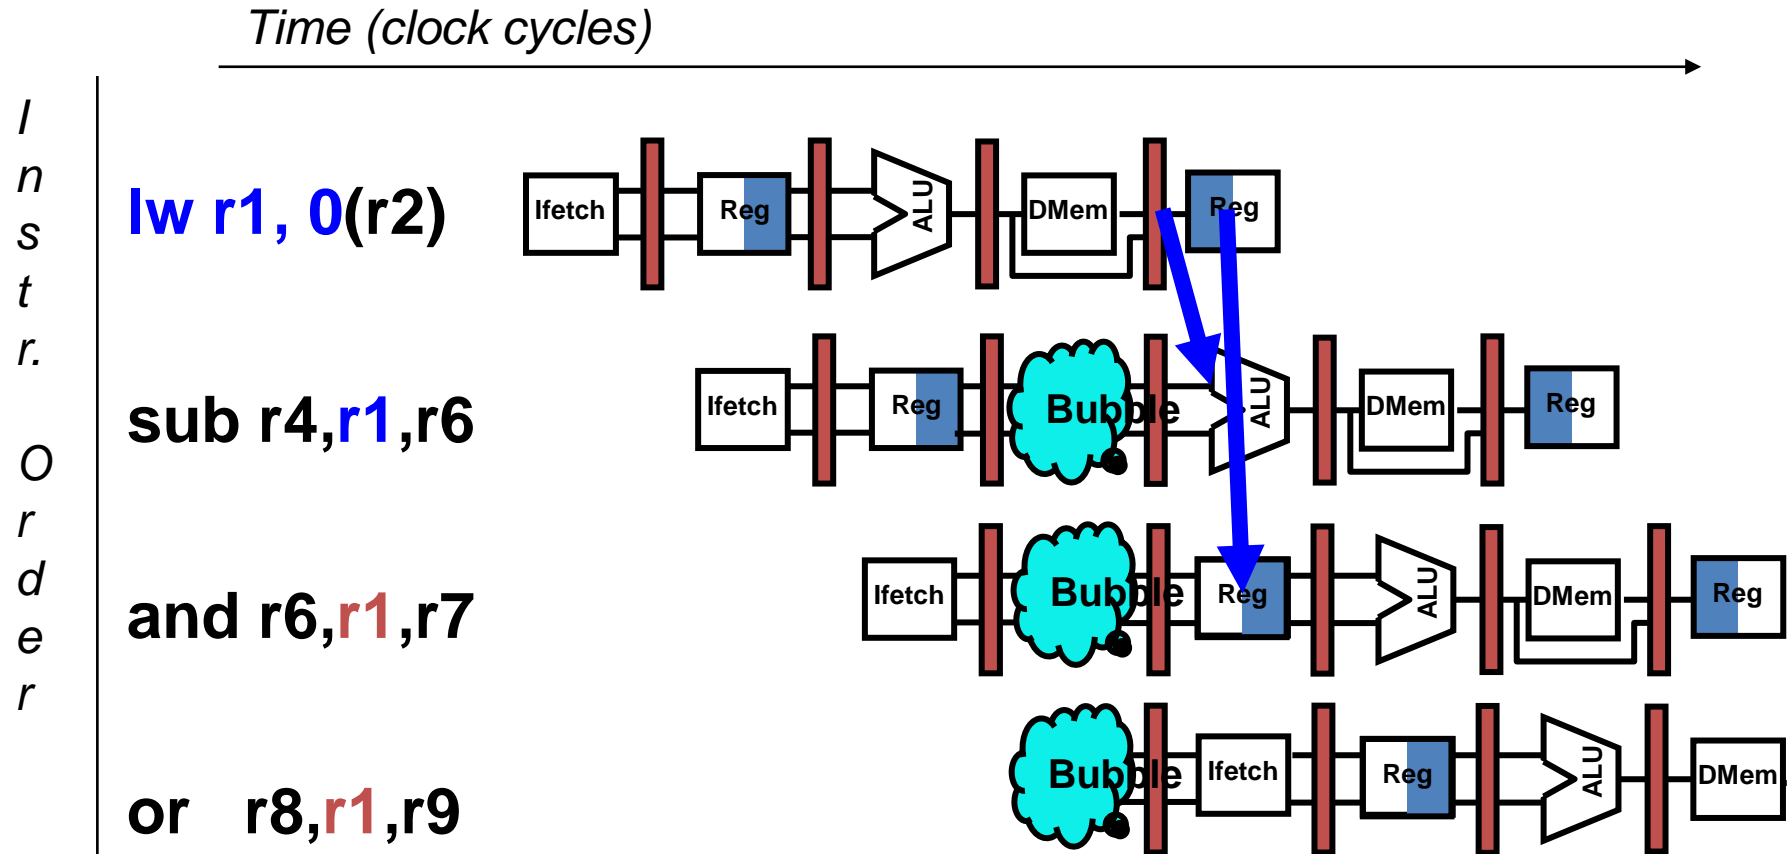 Time (clock cycles)
Instr. Order
lw r1, 0(r2)
Ifetch Reg ALU DMem Reg
sub r4,r1,r6
Ifetch Reg Bubble ALU DMem Reg
and r6,r1,r7
Ifetch Bubble Reg ALU DMem Reg
or r8,r1,r9
Bubble Ifetch Reg ALU DMem